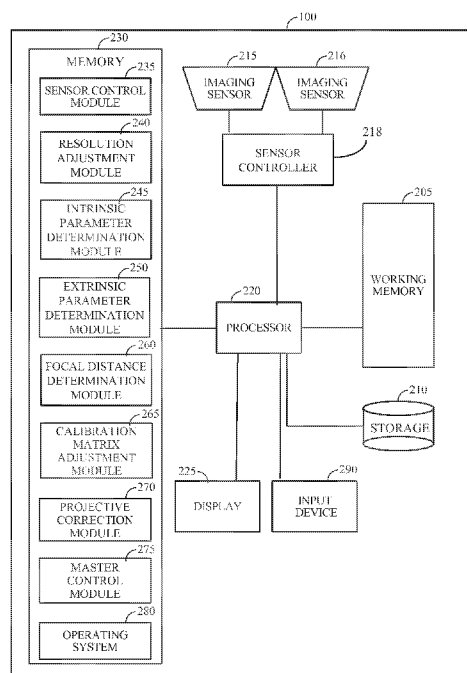 100
230
MEMORY
235
SENSOR CONTROL
MODULE
240
RESOLUTION
ADJUSTMENT
MODULE
245
INTRINSIC
PARAMETER
DETERMINATION
MODULE
250
EXTRINSIC
PARAMETER
DETERMINATION
MODULE
260
FOCAL DISTANCE
DETERMINATION
MODULE
265
CALIBRATION
MATRIX
ADJUSTMENT
MODULE
270
PROJECTIVE
CORRECTION
MODULE
275
MASTER
CONTROL
MODULE
280
OPERATING
SYSTEM
215
IMAGING
SENSOR
216
IMAGING
SENSOR
218
SENSOR
CONTROLLER
205
WORKING
MEMORY
220
PROCESSOR
210
STORAGE
225
DISPLAY
290
INPUT
DEVICE